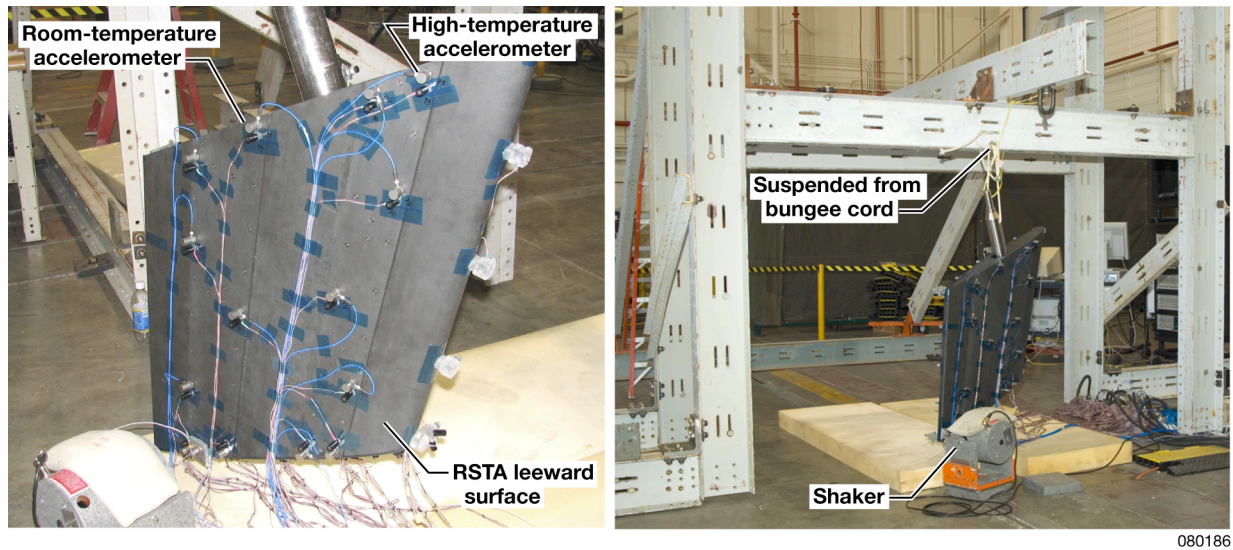 Room-temperature
accelerometer
High-temperature
accelerometer
RSTA leeward
surface
Suspended from
bungee cord
Shaker
080186